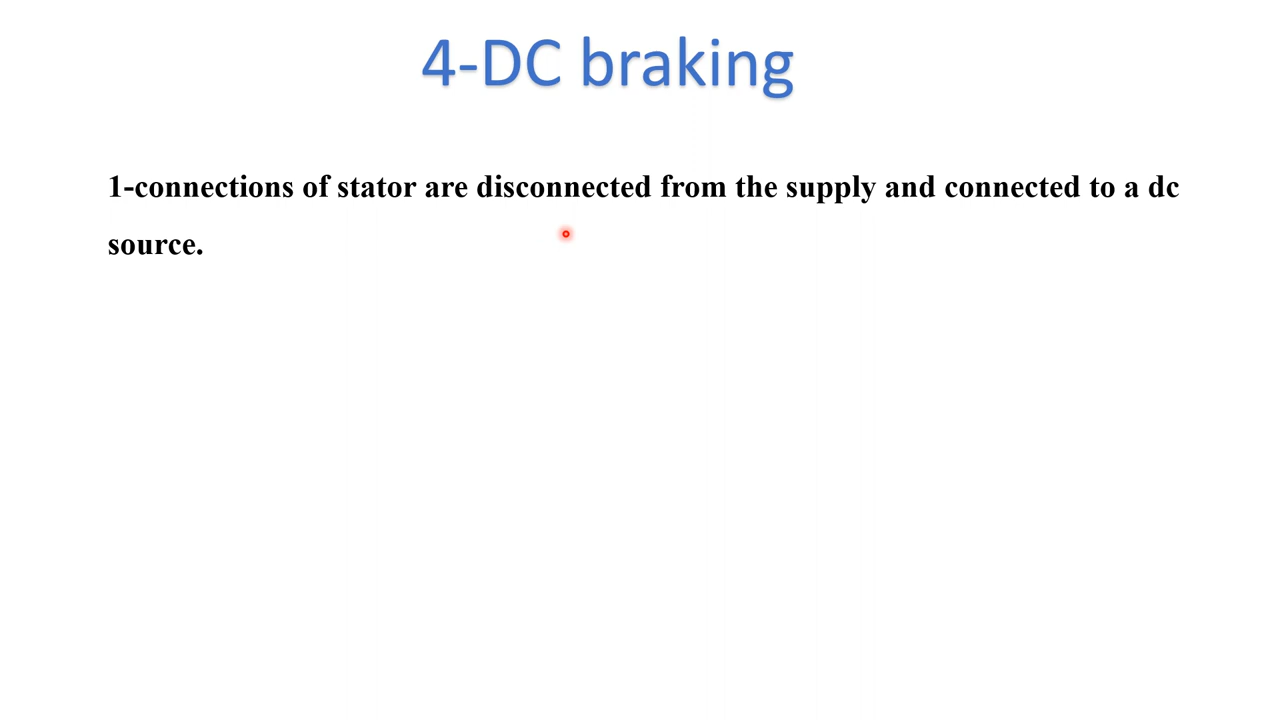 4-DC braking
1-connections of stator are disconnected from the supply and connected to a dc
source.